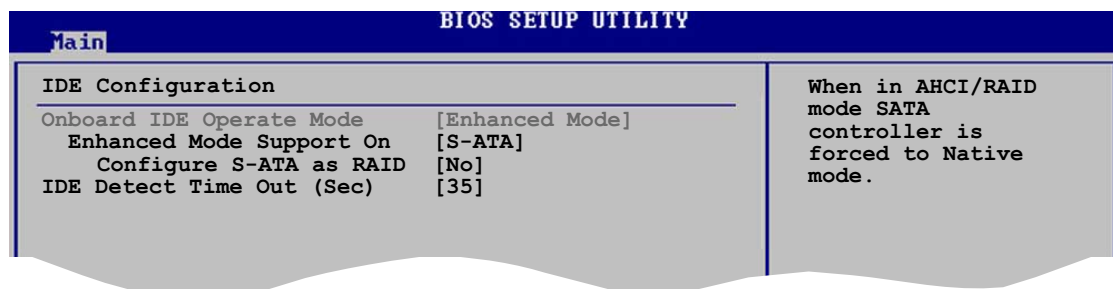 BIOS SETUP UTILITY
Main
IDE Configuration
Onboard IDE Operate Mode [Enhanced Mode]
Enhanced Mode Support On [S-ATA]
Configure S-ATA as RAID [No]
IDE Detect Time Out (Sec) [35]
When in AHCI/RAID
mode SATA
controller is
forced to Native
mode.